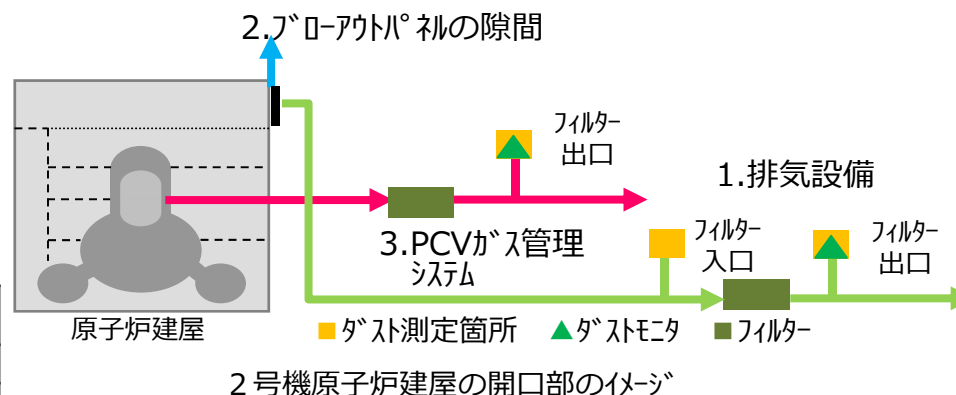 2.ﾌﾞﾛｰｱｳﾄﾊﾟﾈﾙの隙間
ﾌｨﾙﾀｰ
出口
1.排気設備
3.PCVｶﾞｽ管理
ｼｽﾃﾑ
ﾌｨﾙﾀｰ
入口
ﾌｨﾙﾀｰ
出口
原子炉建屋
■ﾀﾞｽﾄ測定箇所 ▲ﾀﾞｽﾄﾓﾆﾀ ■ﾌｨﾙﾀｰ
2号機原子炉建屋の開口部のｲﾒｰｼﾞ